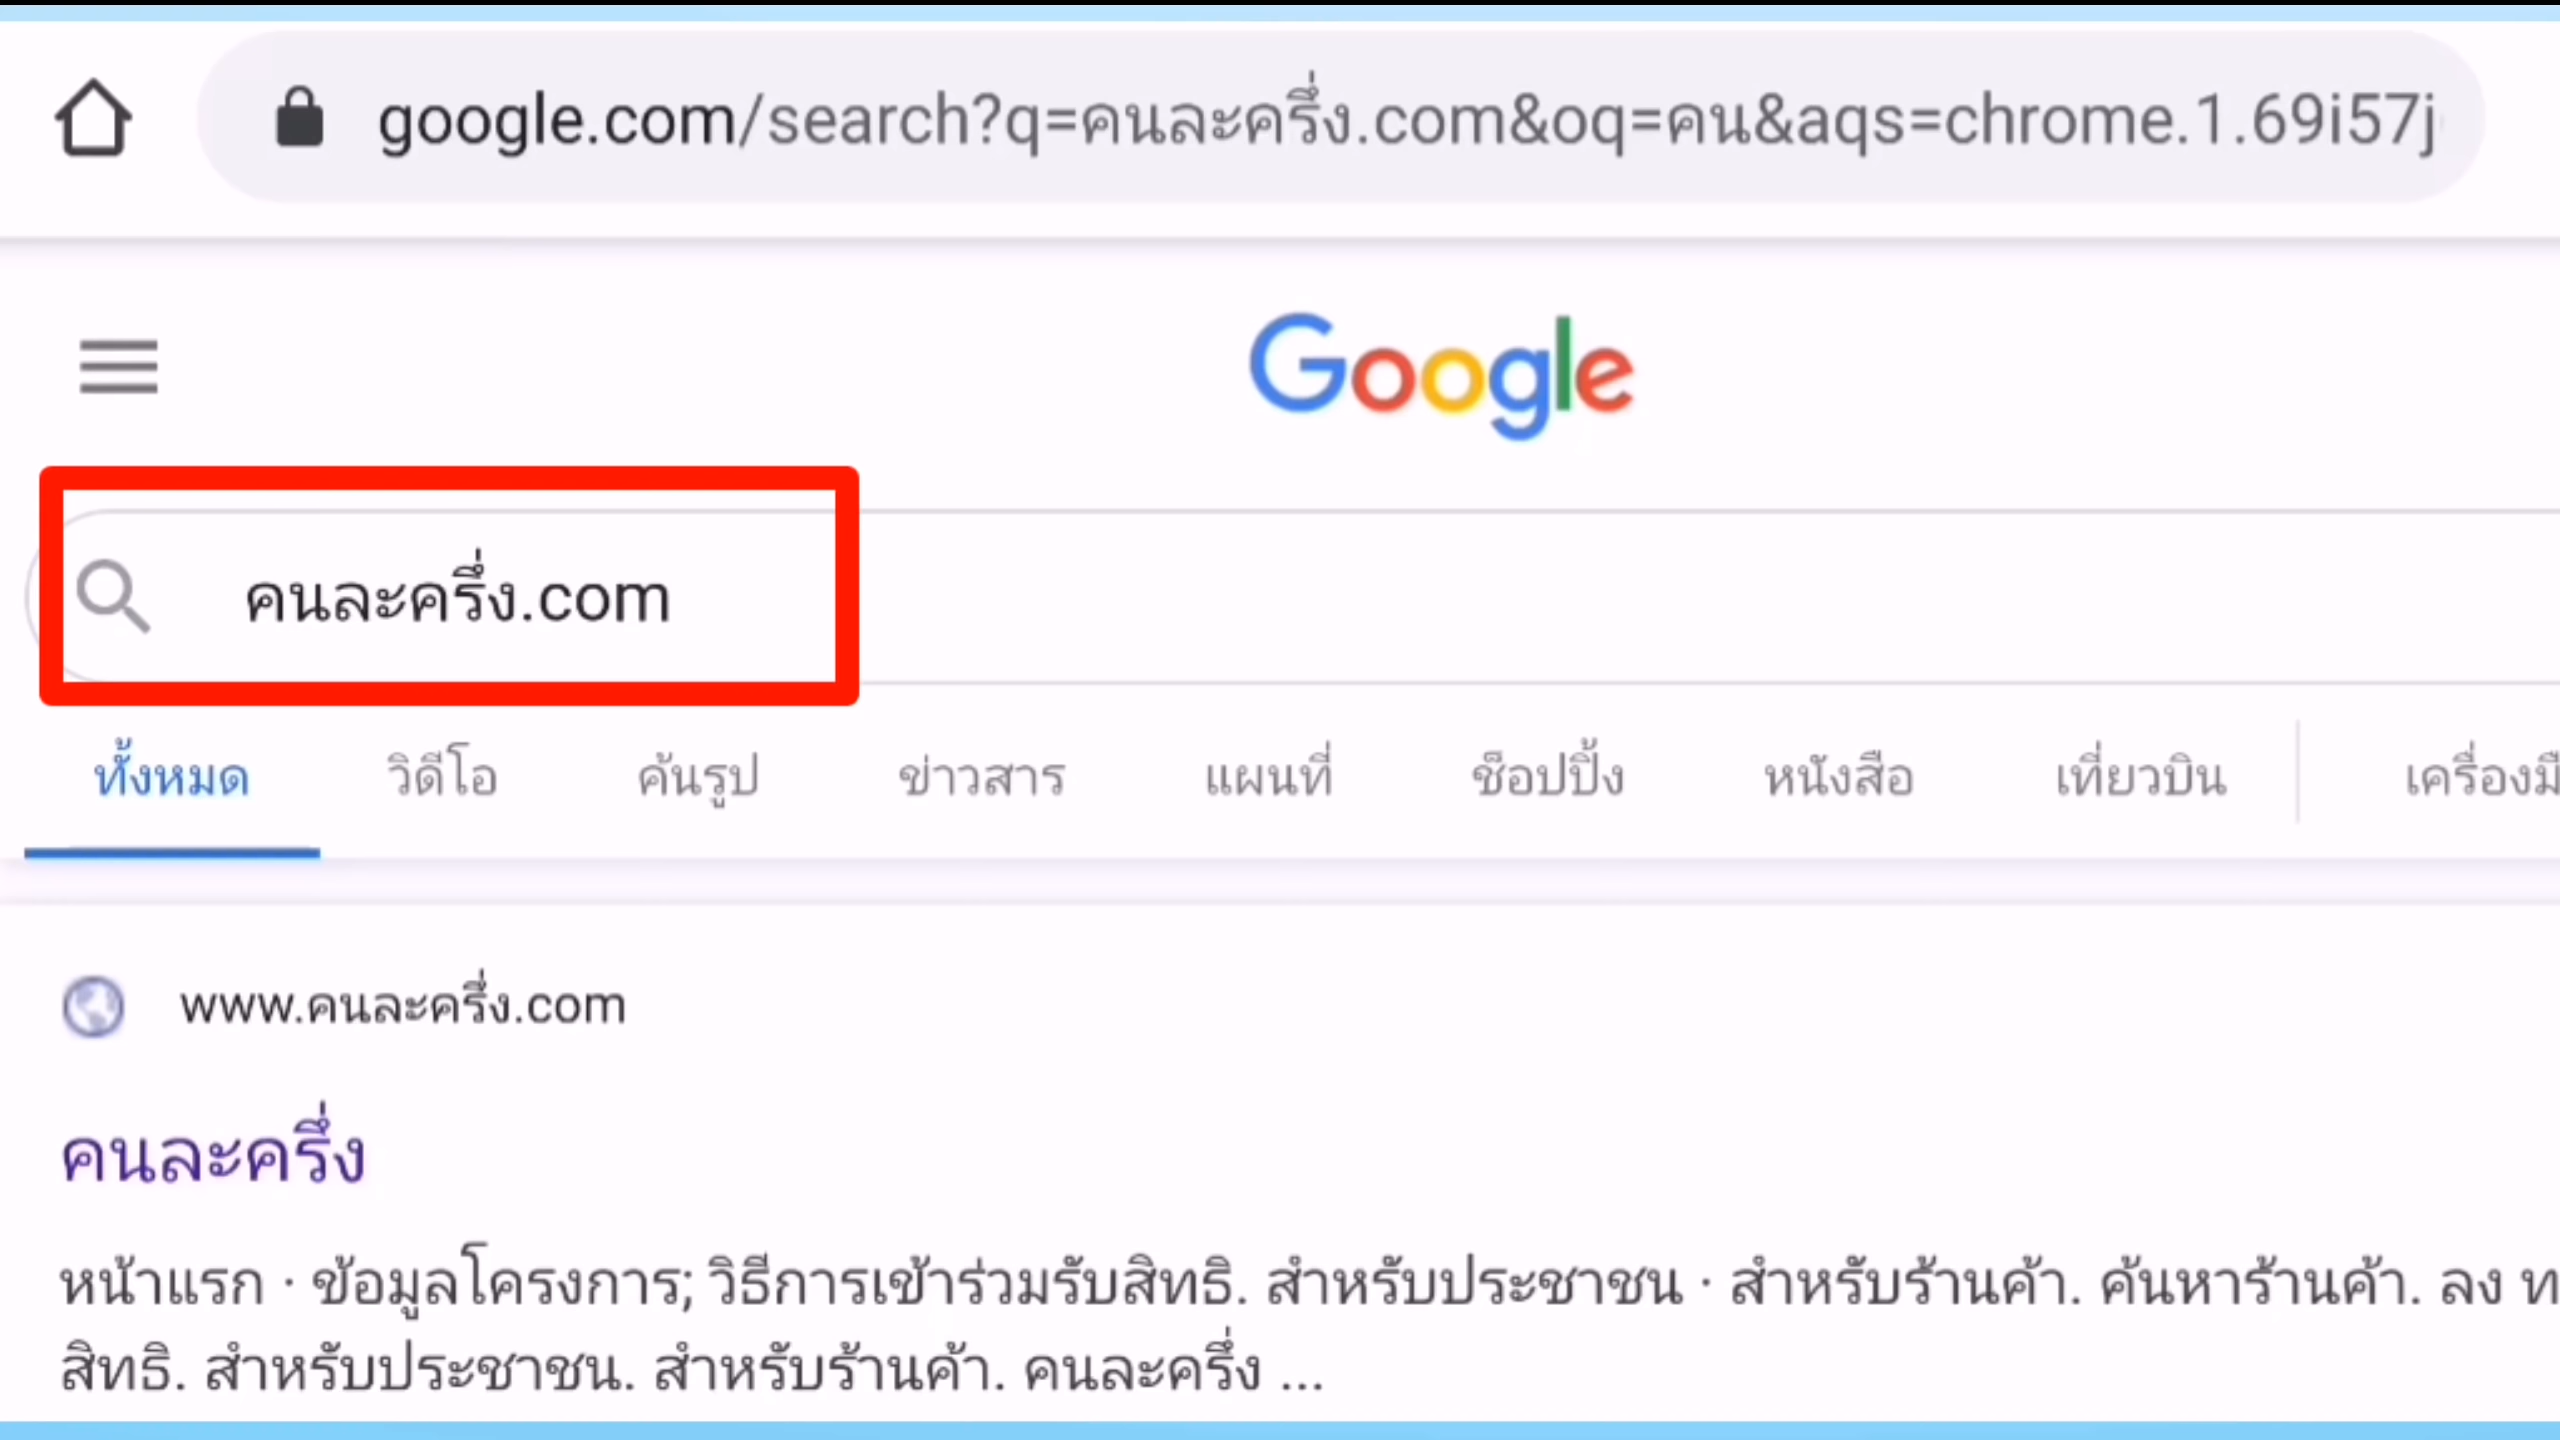 google.com/search?q=คนละครึ่ง.com&oq=คน&aqs=chrome.1.69i57j
Google
คนละครึ่ง.com
ทั้งหมด วิดีโอ ค้นรูป ข่าวสาร แผนที่ ช็อปปิ้ง หนังสือ เที่ยวบิน เครื่องมื
www.คนละครึ่ง.com
คนละครึ่ง
หน้าแรก · ข้อมูลโครงการ; วิธีการเข้าร่วมรับสิทธิ. สำหรับประชาชน · สำหรับร้านค้า. ค้นหาร้านค้า. ลง ท
สิทธิ. สำหรับประชาชน. สำหรับร้านค้า. คนละครึ่ง ...